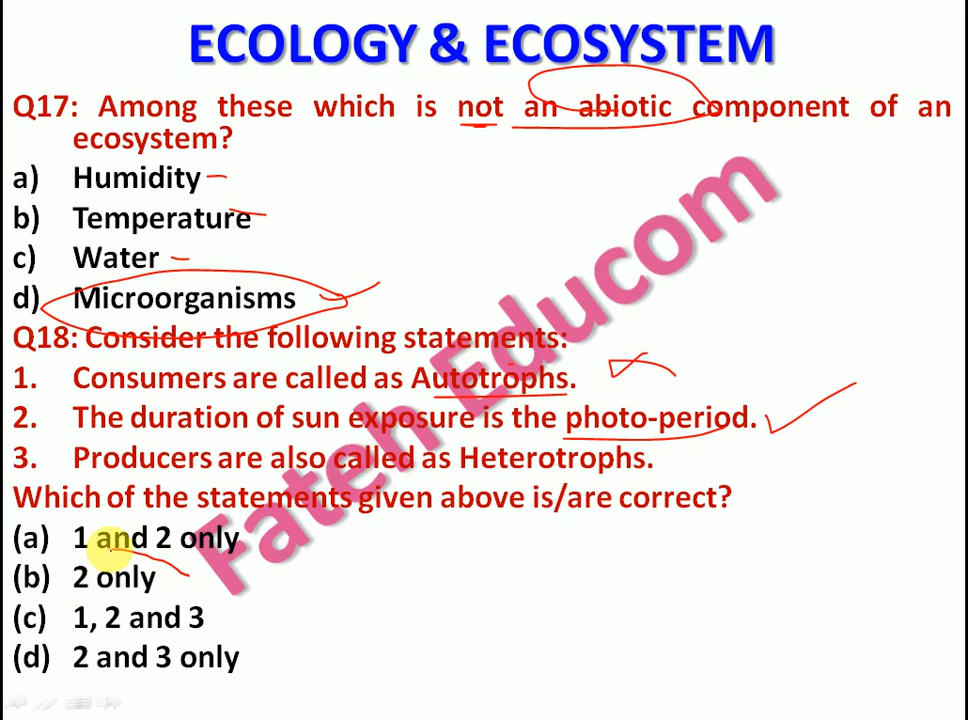 ECOLOGY & ECOSYSTEM
Q17: Among these which is not an abiotic component of an
ecosystem?
a) Humidity
b) Temperature
c) Water
d) Microorganisms
Q18: Consider the following statements:
1. Consumers are called as Autotrophs.
2. The duration of sun exposure is the photo-period.
3. Producers are also called as Heterotrophs.
Which of the statements given above is/are correct?
(a) 1 and 2 only
(b) 2 only
(c) 1, 2 and 3
(d) 2 and 3 only
Fateh Educom